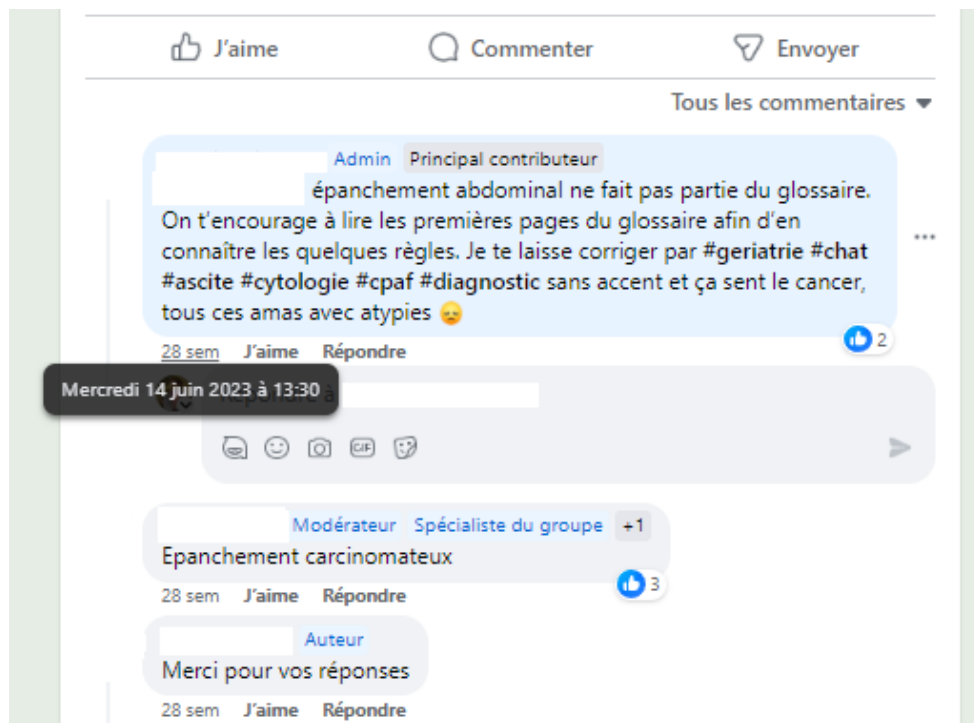 J'aime Commenter Envoyer
Tous les commentaires
Admin Principal contributeur
épanchement abdominal ne fait pas partie du glossaire.
On t'encourage à lire les premières pages du glossaire afin d'en
connaître les quelques règles. Je te laisse corriger par #geriatrie #chat
#ascite #cytologie #cpaf #diagnostic sans accent et ça sent le cancer,
tous ces amas avec atypies
2
28 sem J'aime Répondre
Mercredi 14 juin 2023 à 13:30
GIF
Modérateur Spécialiste du groupe +1
Epanchement carcinomateux
3
28 sem J'aime Répondre
Auteur
Merci pour vos réponses
28 sem J'aime Répondre